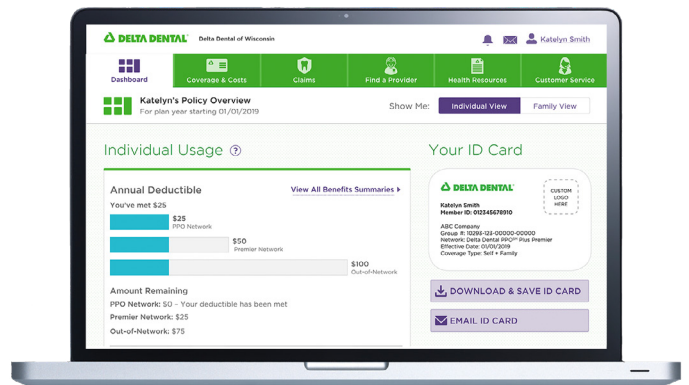 DELTA DENTAL® Delta Dental of Wisconsin
Katelyn Smith
Dashboard
Coverage & Costs
Claims
Find a Provider
Health Resources
Customer Service
Katelyn's Policy Overview
For plan year starting 01/01/2019
Show Me:
Individual View
Family View
Individual Usage ?
Annual Deductible
View All Benefits Summaries
You've met $25
$25
PPO Network
$50
Premier Network
$100
Out-of-Network
Amount Remaining
PPO Network: $0 – Your deductible has been met
Premier Network: $25
Out-of-Network: $75
Your ID Card
DELTA DENTAL®
CUSTOM
LOGO
HERE
Katelyn Smith
Member ID: 012345678910
ABC Company
Group #: 10293-123-00000-00000
Network: Delta Dental PPO℠ Plus Premier
Effective Date: 01/01/2019
Coverage Type: Self + Family
DOWNLOAD & SAVE ID CARD
EMAIL ID CARD